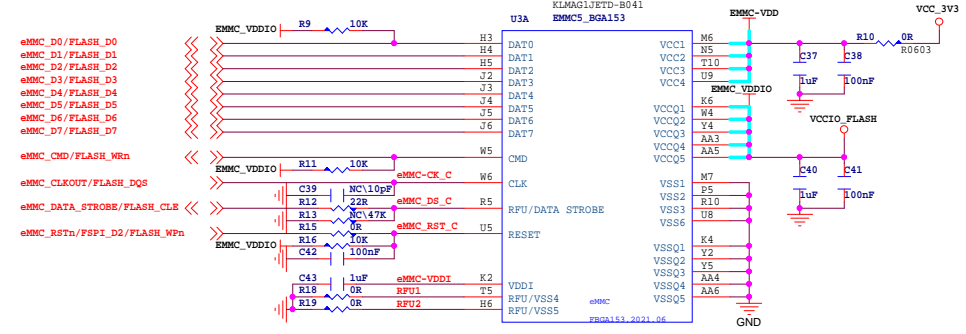 KLMAG1JETD-B041
U3A EMMC5_BGA153
EMMC_VDDIO R9 10K
EMMC-VDD
VCC_3V3
eMMC_D0/FLASH_D0 H3 DAT0 VCC1 M6
eMMC_D1/FLASH_D1 H4 DAT1 VCC2 N5
eMMC_D2/FLASH_D2 H5 DAT2 VCC3 T10
eMMC_D3/FLASH_D3 J2 DAT3 VCC4 U9
R10 0R
R0603
C37 1uF
C38 100nF
eMMC_D4/FLASH_D4 J3 DAT4
EMMC_VDDIO
eMMC_D5/FLASH_D5 J4 DAT5 VCCQ1 K6
eMMC_D6/FLASH_D6 J5 DAT6 VCCQ2 W4
eMMC_D7/FLASH_D7 J6 DAT7 VCCQ3 Y4
VCCQ4 AA3
VCCIO_FLASH
eMMC_CMD/FLASH_WRn W5 CMD VCCQ5 AA5
EMMC_VDDIO R11 10K
C40 1uF
C41 100nF
eMMC_CLKOUT/FLASH_DQS eMMC-CK_C W6 CLK VSS1 M7
C39 NC\10pF
VSS2 P5
R12 22R
eMMC_DATA_STROBE/FLASH_CLE eMMC_DS_C R5 RFU/DATA STROBE VSS3 R10
R13 NC\47K
VSS6 U8
R15 0R
eMMC_RSTn/FSPI_D2/FLASH_WPn eMMC_RST_C U5 RESET
EMMC_VDDIO R16 10K
VSSQ1 K4
C42 100nF
VSSQ2 Y2
VSSQ3 Y5
C43 1uF eMMC-VDDI K2 VDDI VSSQ4 AA4
R18 0R RFU1 T5 RFU/VSS4 VSSQ5 AA6
R19 0R RFU2 H6 RFU/VSS5
eMMC
FBGA153,2021.06
GND